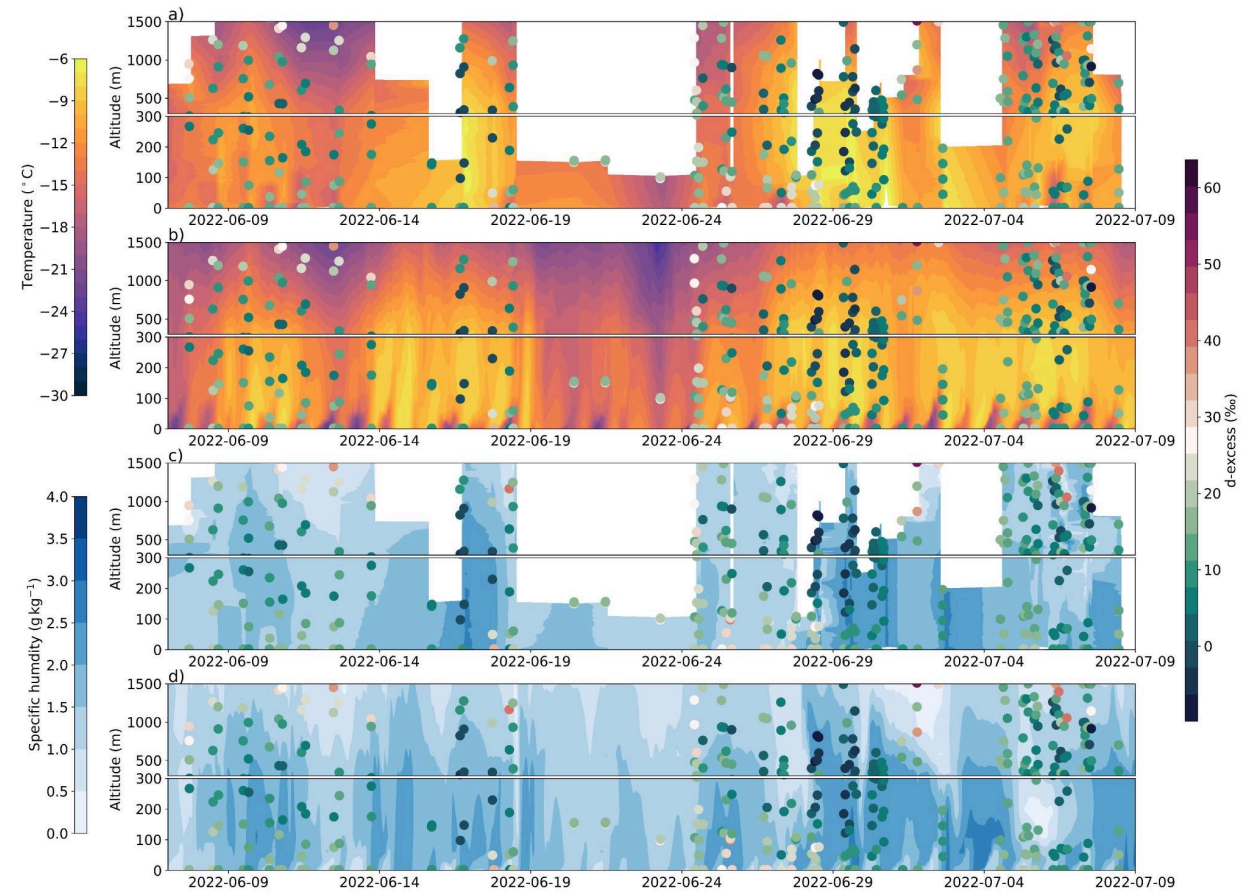 a)
1500
1000
500
300
200
100
0
Altitude (m)
Altitude (m)
2022-06-09 2022-06-14 2022-06-19 2022-06-24 2022-06-29 2022-07-04 2022-07-09
b)
1500
1000
500
300
200
100
0
Altitude (m)
Altitude (m)
2022-06-09 2022-06-14 2022-06-19 2022-06-24 2022-06-29 2022-07-04 2022-07-09
c)
1500
1000
500
300
200
100
0
Altitude (m)
Altitude (m)
2022-06-09 2022-06-14 2022-06-19 2022-06-24 2022-06-29 2022-07-04 2022-07-09
d)
1500
1000
500
300
200
100
0
Altitude (m)
Altitude (m)
2022-06-09 2022-06-14 2022-06-19 2022-06-24 2022-06-29 2022-07-04 2022-07-09
Temperature (°C)
−6
−9
−12
−15
−18
−21
−24
−27
−30
Specific humdity (g kg⁻¹)
4.0
3.5
3.0
2.5
2.0
1.5
1.0
0.5
0.0
d-excess (‰)
60
50
40
30
20
10
0